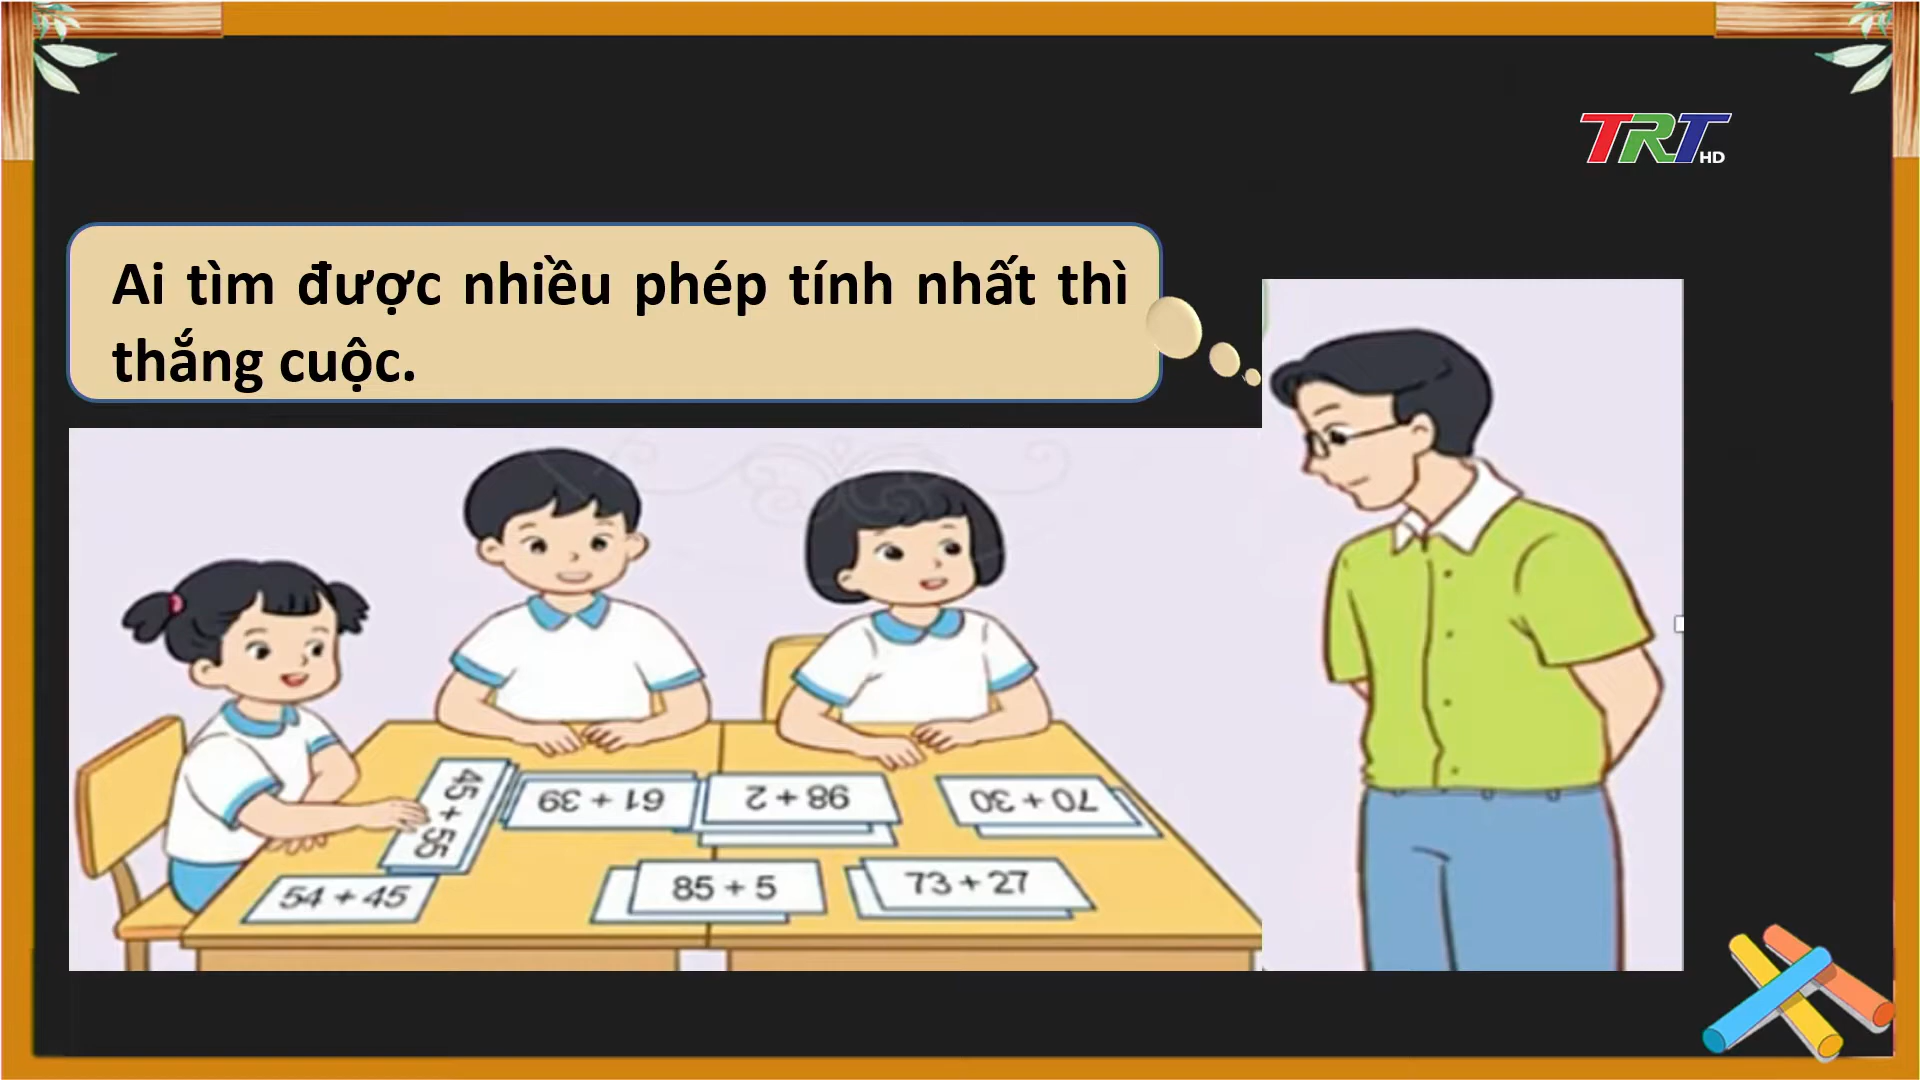 TRT HD
Ai tìm được nhiều phép tính nhất thì
thắng cuộc.
45 + 55
61 + 39
98 + 2
70 + 30
54 + 45
85 + 5
73 + 27